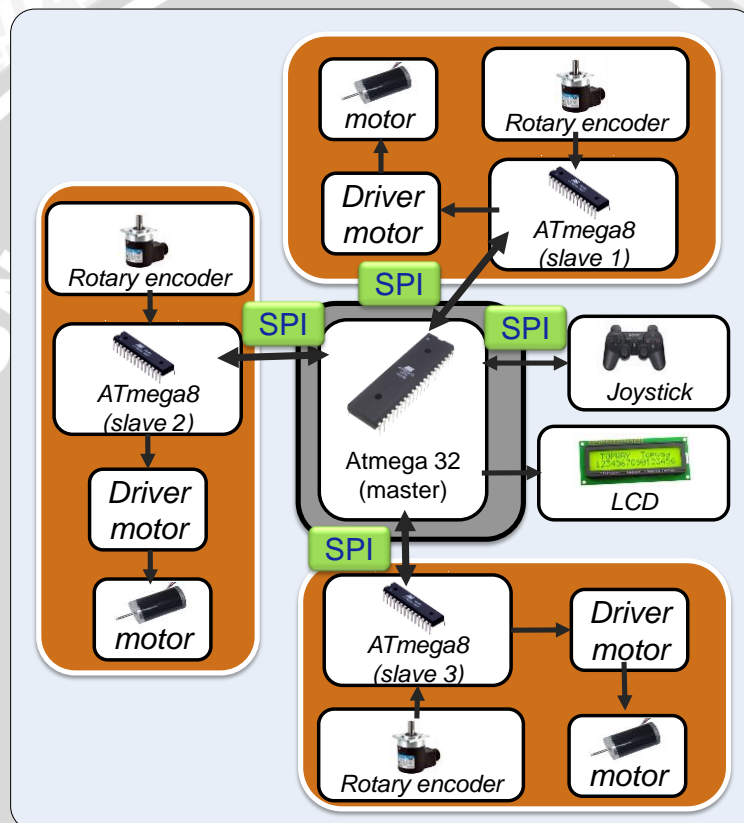 motor
Rotary encoder
Driver
motor
ATmega8
(slave 1)
SPI
Rotary encoder
SPI
SPI
ATmega8
(slave 2)
Joystick
Atmega 32
(master)
LCD
Driver
motor
SPI
motor
ATmega8
(slave 3)
Driver
motor
Rotary encoder
motor